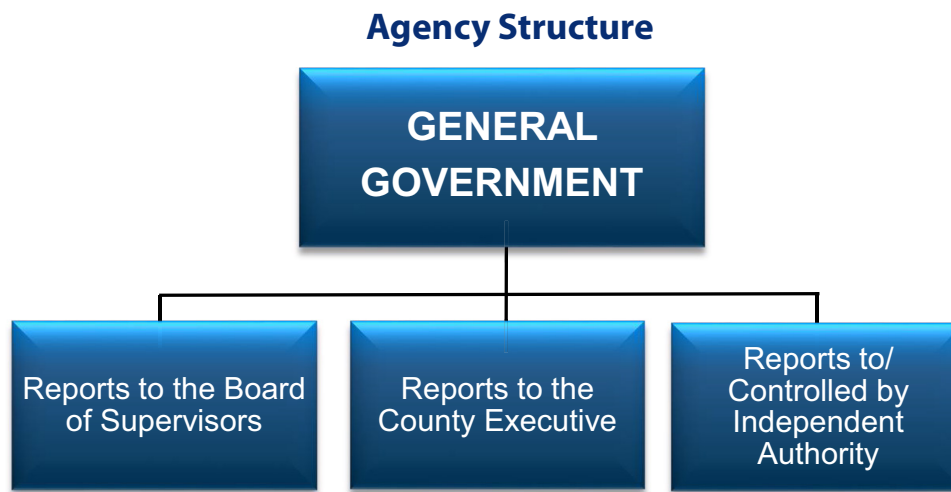 Agency Structure
GENERAL
GOVERNMENT
Reports to the Board
of Supervisors
Reports to the
County Executive
Reports to/
Controlled by
Independent
Authority